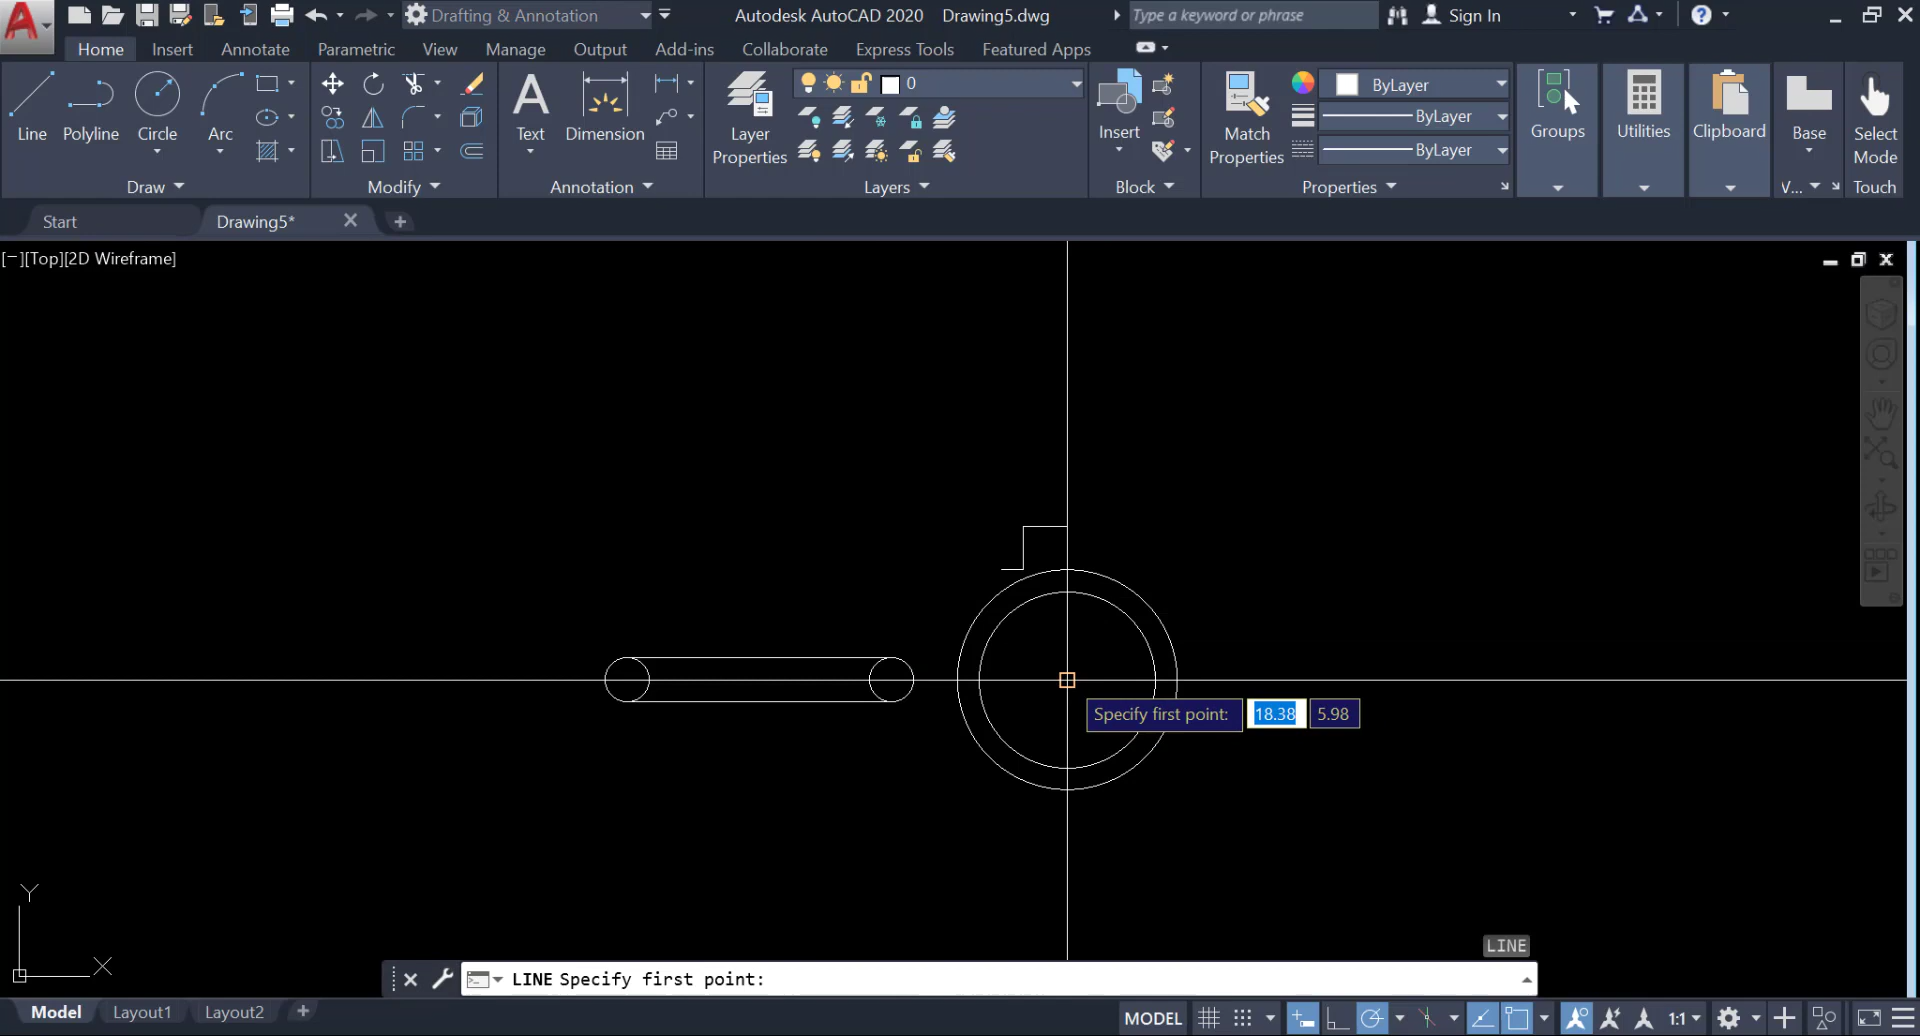 A Drafting & Annotation Autodesk AutoCAD 2020 Drawing5.dwg Type a keyword or phrase Sign In ?
Home Insert Annotate Parametric View Manage Output Add-ins Collaborate Express Tools Featured Apps
0 ByLayer
ByLayer
ByLayer
Line Polyline Circle Arc A Text Dimension Layer Properties Insert Match Properties Groups Utilities Clipboard Base Select Mode
Draw Modify Annotation Layers Block Properties V... Touch
Start Drawing5*
[−][Top][2D Wireframe]
Specify first point: 18.38 5.98
Y
X
LINE
LINE Specify first point:
Model Layout1 Layout2 + MODEL 1:1